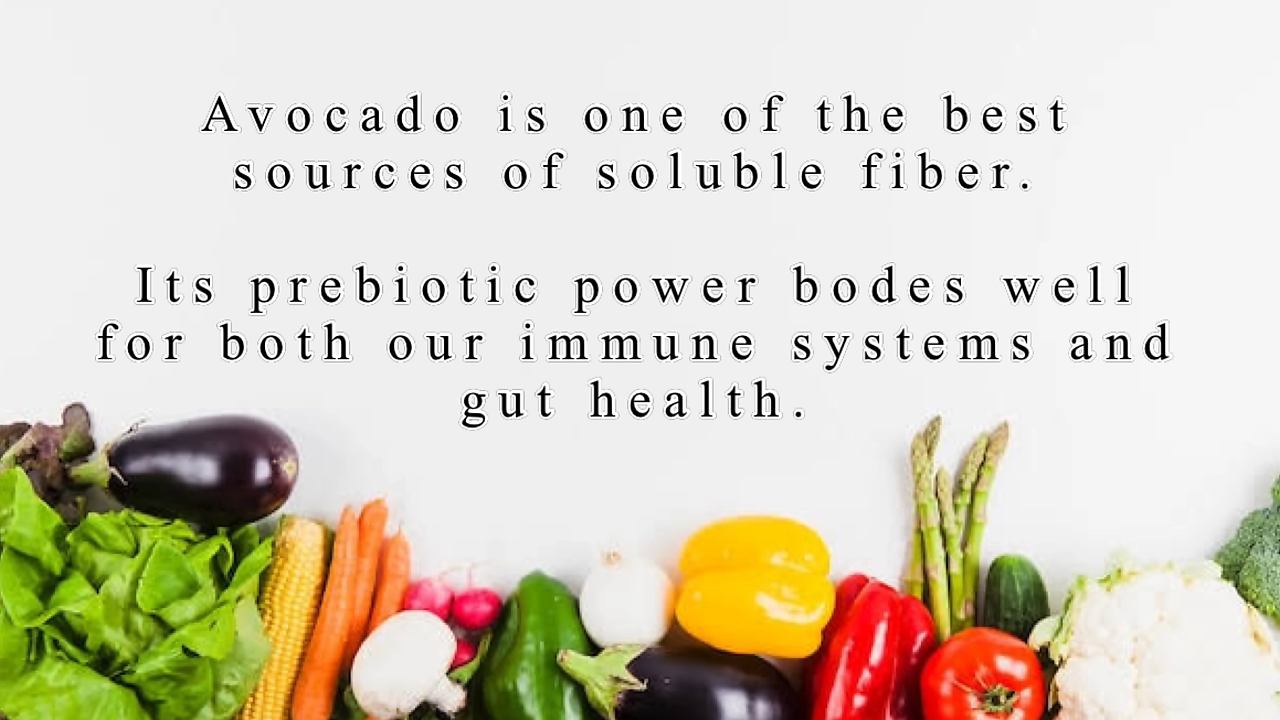 Avocado is one of the best
sources of soluble fiber.
Its prebiotic power bodes well
for both our immune systems and
gut health.